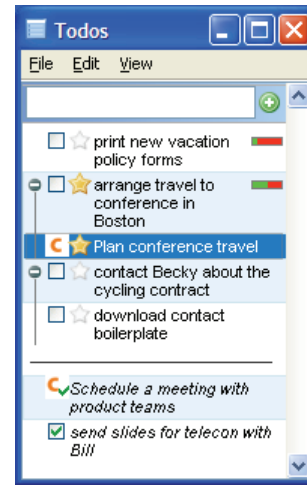 Todos
File Edit View
print new vacation
policy forms
arrange travel to
conference in
Boston
Plan conference travel
contact Becky about the
cycling contract
download contact
boilerplate
Schedule a meeting with
product teams
send slides for telecon with
Bill